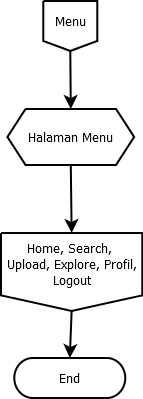 Menu
Halaman Menu
Home, Search,
Upload, Explore, Profil,
Logout
End